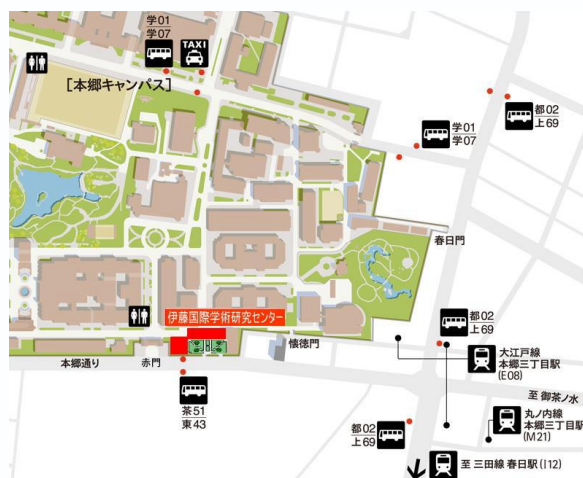 学01
学07
TAXI
[本郷キャンパス]
都02
上69
学01
学07
春日門
伊藤国際学術研究センター
懐徳門
都02
上69
大江戸線
本郷三丁目駅
(E08)
本郷通り
赤門
至 御茶ノ水
茶51
東43
都02
上69
丸ノ内線
本郷三丁目駅
(M21)
至 三田線 春日駅(I12)